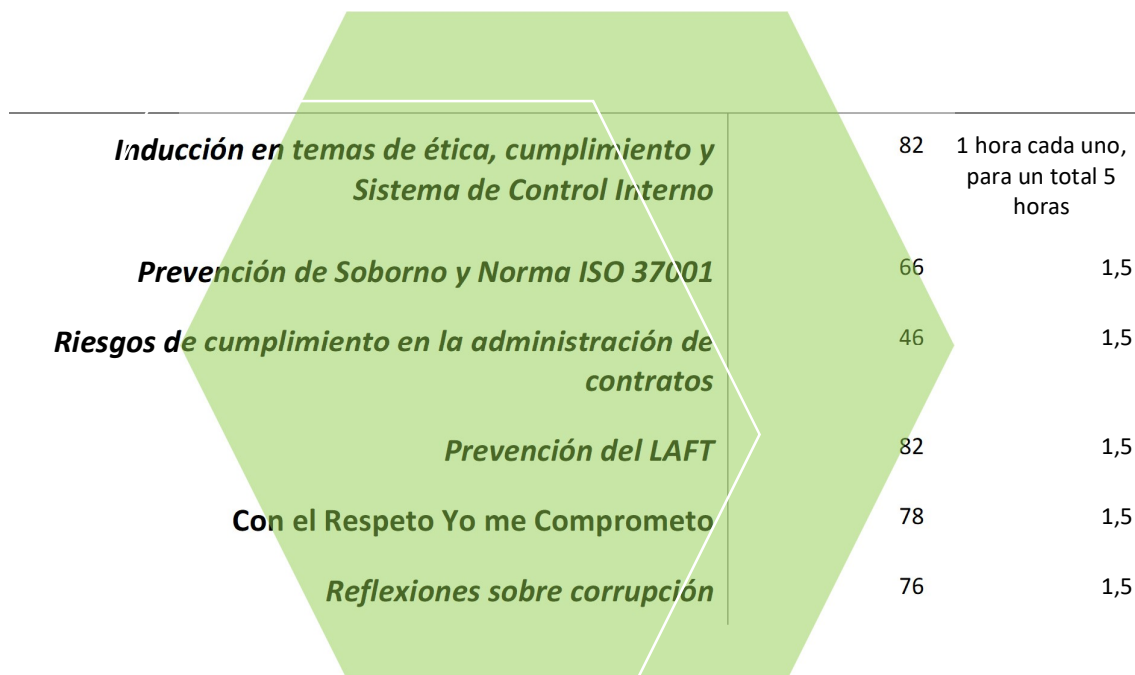 Inducción en temas de ética, cumplimiento y
Sistema de Control Interno
82
1 hora cada uno,
para un total 5
horas
Prevención de Soborno y Norma ISO 37001
66
1,5
Riesgos de cumplimiento en la administración de
contratos
46
1,5
Prevención del LAFT
82
1,5
Con el Respeto Yo me Comprometo
78
1,5
Reflexiones sobre corrupción
76
1,5